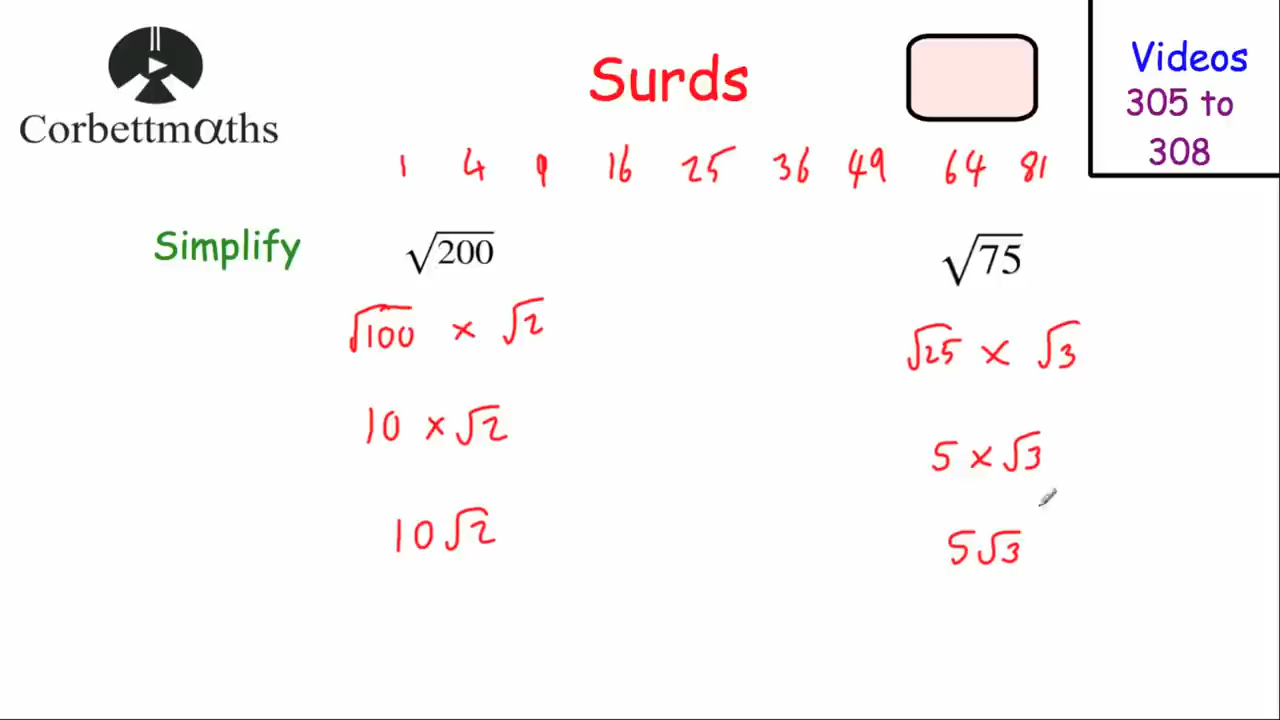 Corbettmαths
Surds
Videos
305 to
308
1 4 9 16 25 36 49 64 81
Simplify √200 √75
√100 × √2 √25 × √3
10 × √2 5 × √3
10√2 5√3